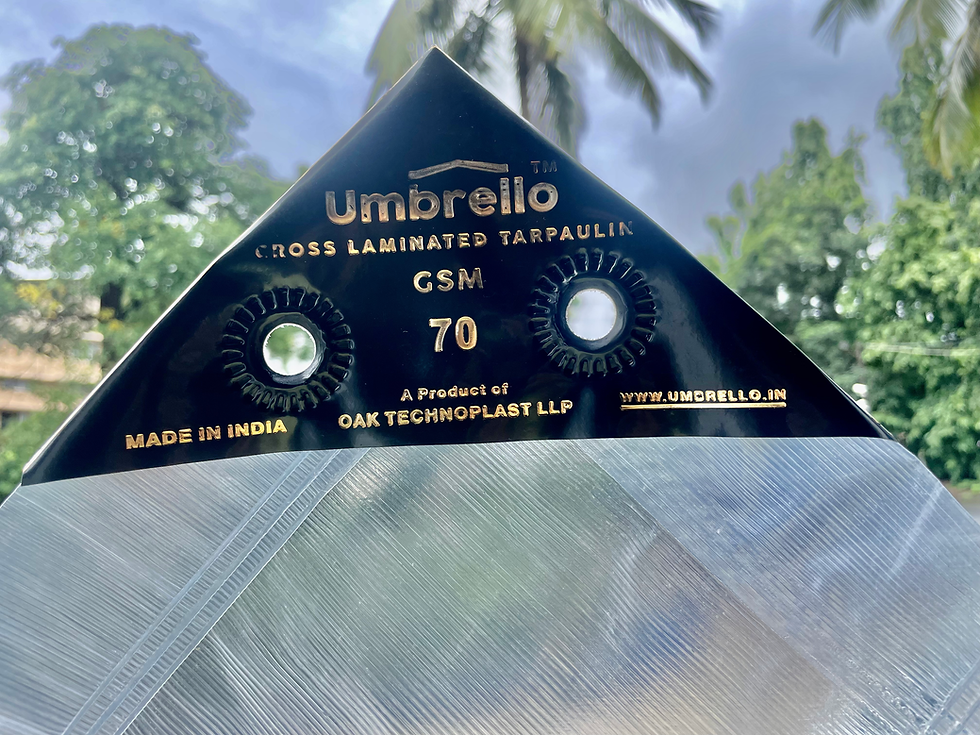 Umbrello™
CROSS LAMINATED TARPAULIN
GSM
70
A Product of
OAK TECHNOPLAST LLP
MADE IN INDIA
WWW.UMBRELLO.IN